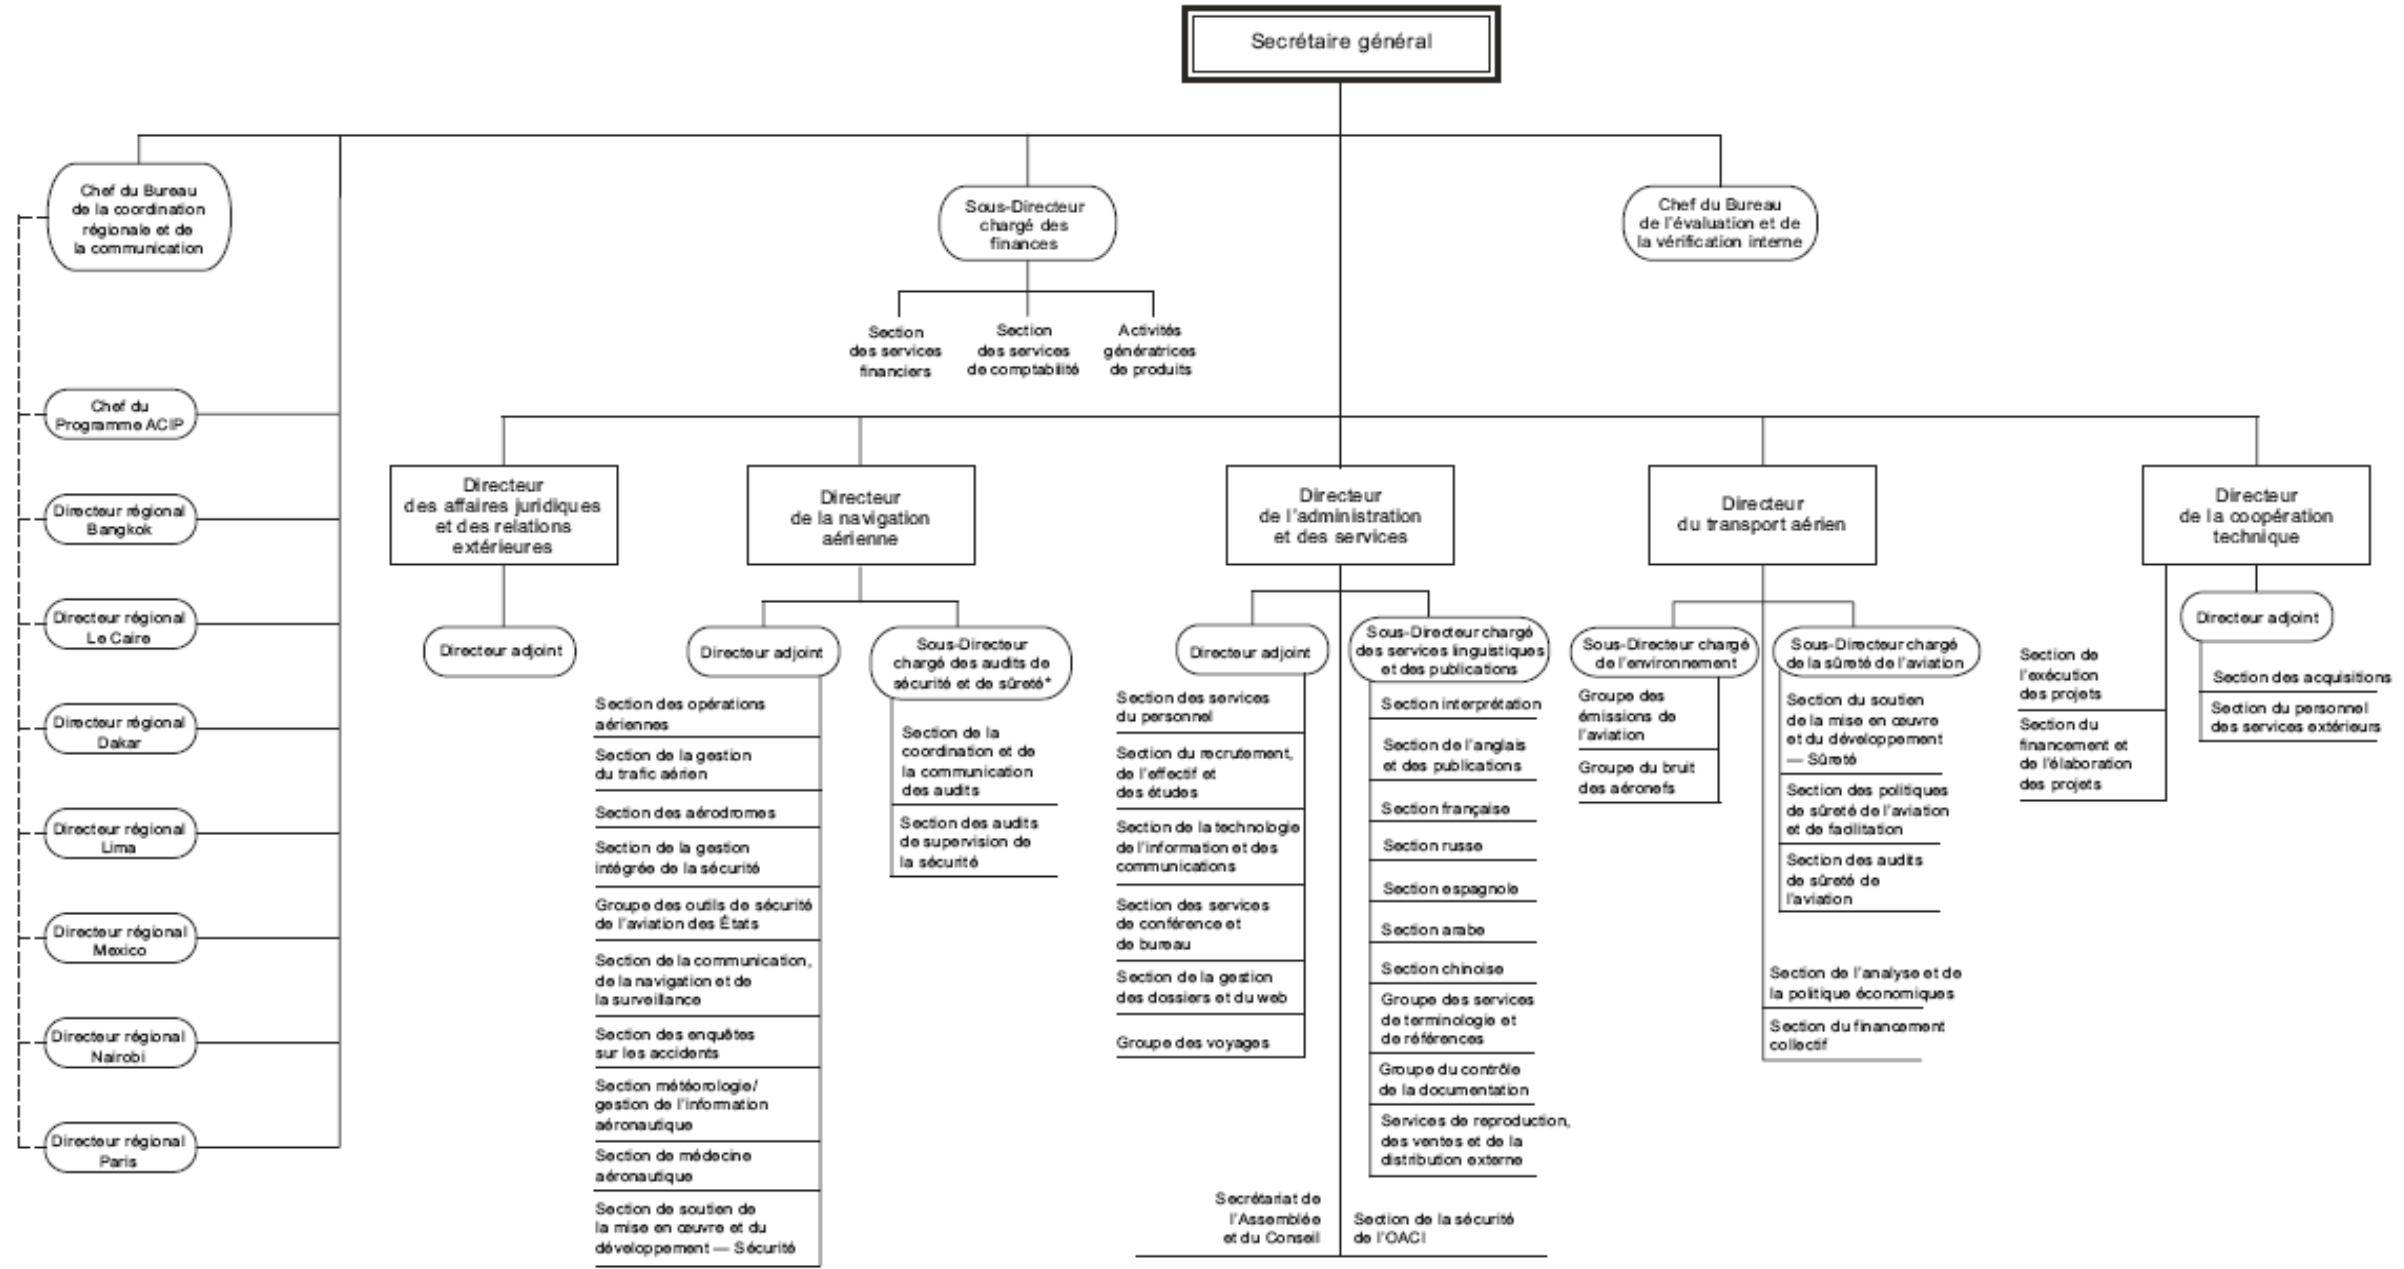 Secrétaire général
Chef du Bureau
de la coordination
régionale et de
la communication
Sous-Directeur
chargé des
finances
Chef du Bureau
de l'évaluation et de
la vérification interne
Section
des services
financiers
Section
des services
de comptabilité
Activités
génératrices
de produits
Chef du
Programme ACIP
Directeur régional
Bangkok
Directeur régional
Le Caire
Directeur régional
Dakar
Directeur régional
Lima
Directeur régional
Mexico
Directeur régional
Nairobi
Directeur régional
Paris
Directeur
des affaires juridiques
et des relations
extérieures
Directeur adjoint
Directeur
de la navigation
aérienne
Directeur adjoint
Section des opérations
aériennes
Section de la gestion
du trafic aérien
Section des aérodromes
Section de la gestion
intégrée de la sécurité
Groupe des outils de sécurité
de l'aviation des États
Section de la communication,
de la navigation et de
la surveillance
Section des enquêtes
sur les accidents
Section météorologie/
gestion de l'information
aéronautique
Section de médecine
aéronautique
Section de soutien de
la mise en œuvre et du
développement — Sécurité
Sous-Directeur
chargé des audits de
sécurité et de sûreté*
Section de la
coordination et de
la communication
des audits
Section des audits
de supervision de
la sécurité
Directeur
de l'administration
et des services
Directeur adjoint
Section des services
du personnel
Section du recrutement,
de l'effectif et
des études
Section de la technologie
de l'information et des
communications
Section des services
de conférence et
de bureau
Section de la gestion
des dossiers et du web
Groupe des voyages
Sous-Directeur chargé
des services linguistiques
et des publications
Section interprétation
Section de l'anglais
et des publications
Section française
Section russe
Section espagnole
Section arabe
Section chinoise
Groupe des services
de terminologie et
de références
Groupe du contrôle
de la documentation
Services de reproduction,
des ventes et de la
distribution externe
Secrétariat de
l'Assemblée
et du Conseil
Section de la sécurité
de l'OACI
Directeur
du transport aérien
Sous-Directeur chargé
de l'environnement
Groupe des
émissions de
l'aviation
Groupe du bruit
des aéronefs
Sous-Directeur chargé
de la sûreté de l'aviation
Section du soutien
de la mise en œuvre
et du développement
— Sûreté
Section des politiques
de sûreté de l'aviation
et de facilitation
Section des audits
de sûreté de
l'aviation
Section de l'analyse et de
la politique économiques
Section du financement
collectif
Directeur
de la coopération
technique
Section de
l'exécution
des projets
Section du
financement et
de l'élaboration
des projets
Directeur adjoint
Section des acquisitions
Section du personnel
des services extérieurs